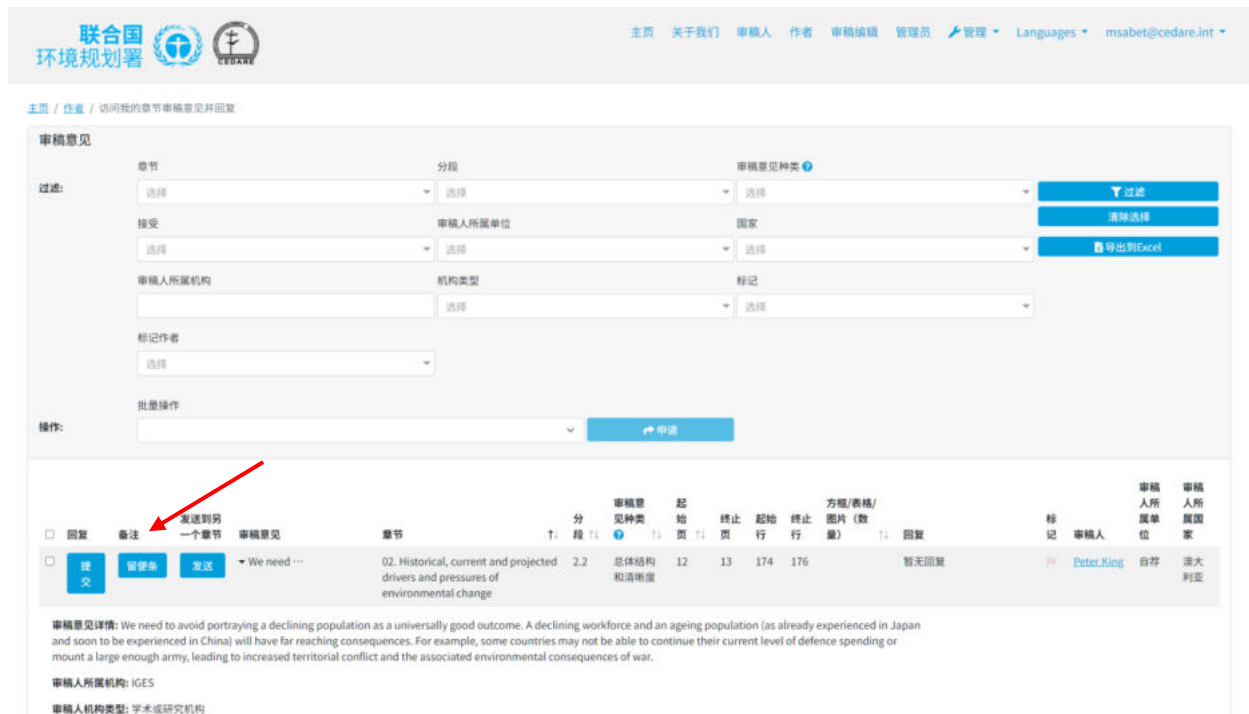 联合国
环境规划署
CEDARE
主页 关于我们 审稿人 作者 审稿编辑 管理员 管理 Languages msabet@cedare.int
主页 / 作者 / 访问我的章节审稿意见并回复
审稿意见
章节 分段 审稿意见种类
过滤: 选择 选择 选择 过滤
清除选择
接受 审稿人所属单位 国家
选择 选择 选择 导出到Excel
审稿人所属机构 机构类型 标记
选择 选择
标记作者
选择
批量操作
操作: 申请
回复 备注 发送到另一个章节 审稿意见 章节 分段 审稿意见种类 起始页 终止页 起始行 终止行 方框/表格/图片（数量） 回复 标记 审稿人 审稿人所属单位 审稿人所属国家
提交 留便条 发送 We need ... 02. Historical, current and projected 2.2 总体结构和清晰度 12 13 174 176 暂无回复 Peter King 自荐 澳大利亚
drivers and pressures of
environmental change
审稿意见详情: We need to avoid portraying a declining population as a universally good outcome. A declining workforce and an ageing population (as already experienced in Japan
and soon to be experienced in China) will have far reaching consequences. For example, some countries may not be able to continue their current level of defence spending or
mount a large enough army, leading to increased territorial conflict and the associated environmental consequences of war.
审稿人所属机构: IGES
审稿人机构类型: 学术或研究机构